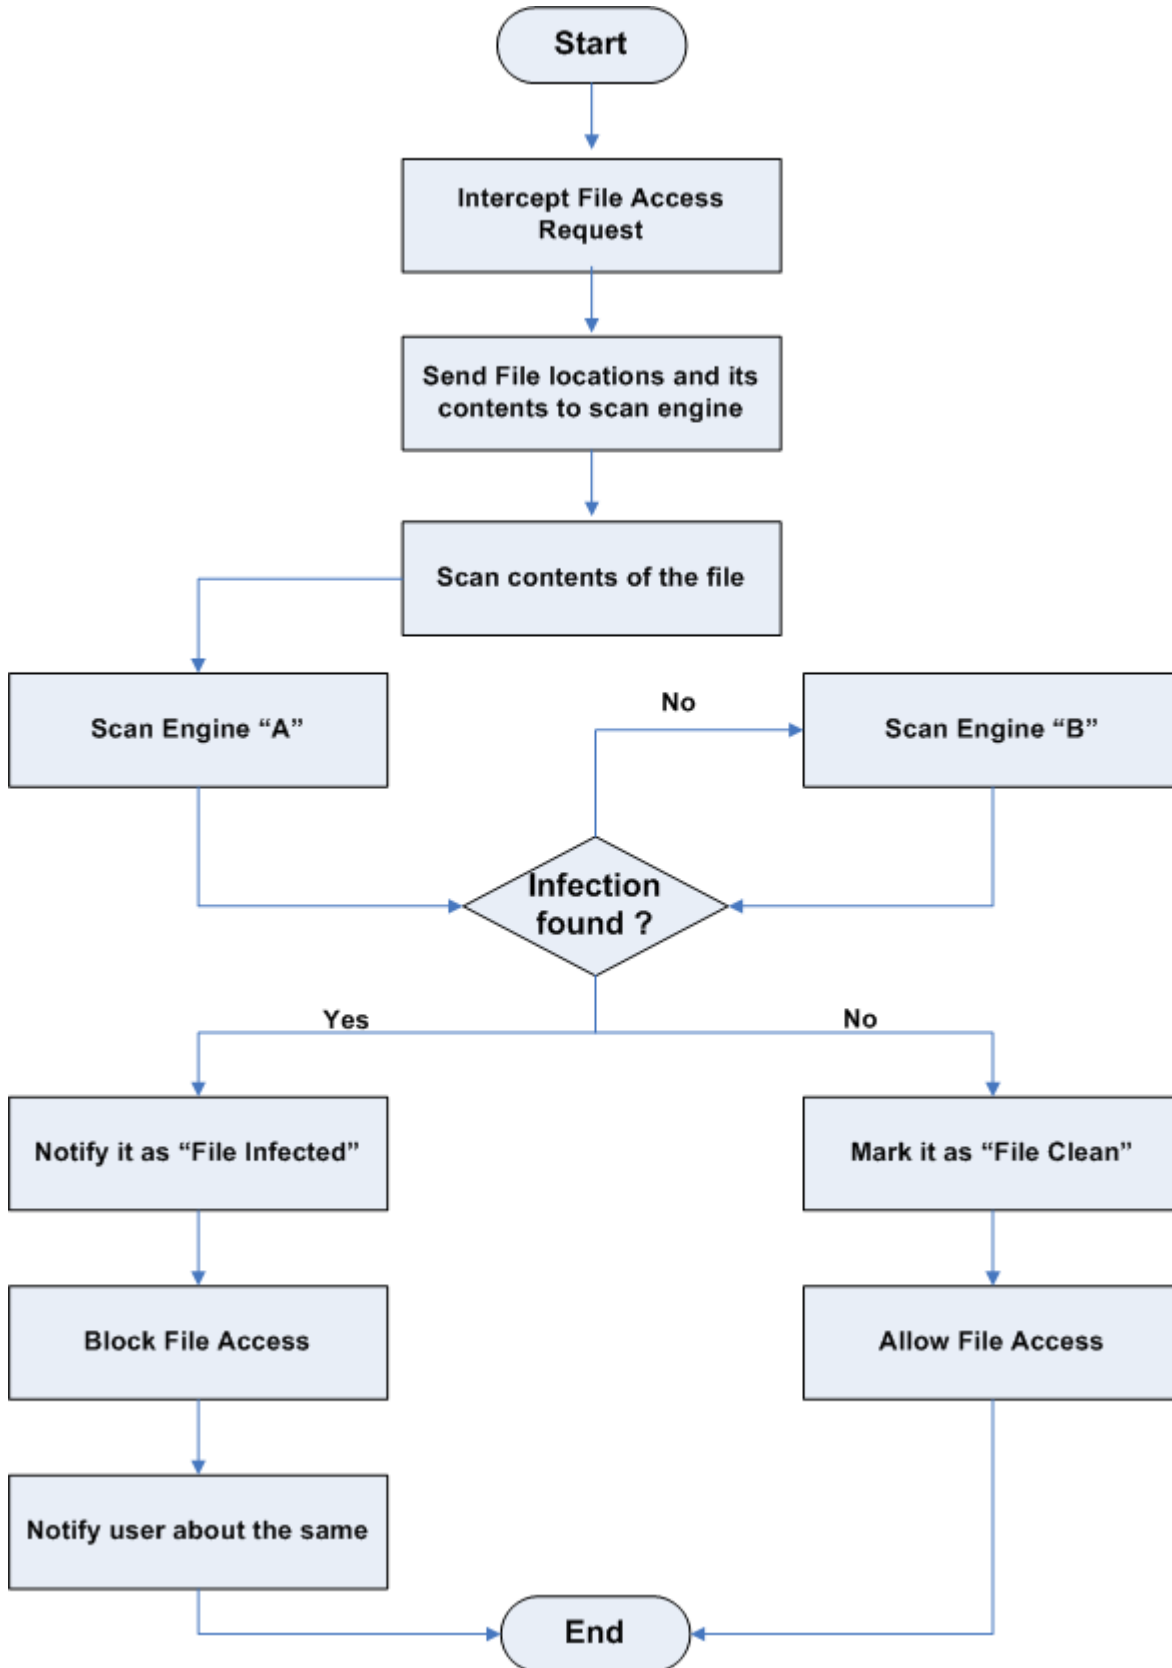 Start
Intercept File Access
Request
Send File locations and its
contents to scan engine
Scan contents of the file
Scan Engine “A”
No
Scan Engine “B”
Infection
found ?
Yes
No
Notify it as “File Infected”
Mark it as “File Clean”
Block File Access
Allow File Access
Notify user about the same
End